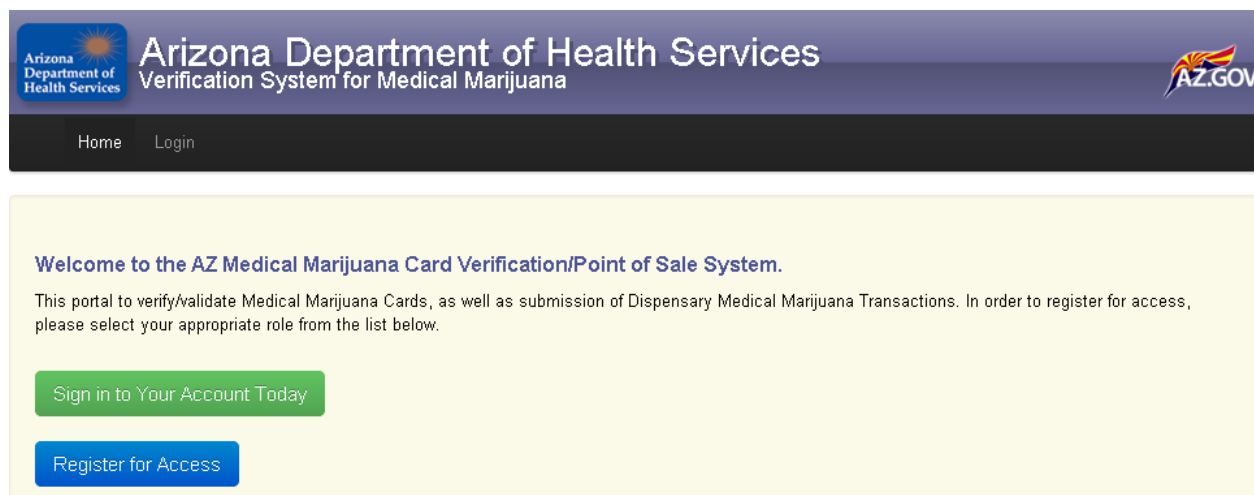 Arizona
Department of
Health Services
Arizona Department of Health Services
Verification System for Medical Marijuana
AZ.GOV
Home Login
Welcome to the AZ Medical Marijuana Card Verification/Point of Sale System.
This portal to verify/validate Medical Marijuana Cards, as well as submission of Dispensary Medical Marijuana Transactions. In order to register for access,
please select your appropriate role from the list below.
Sign in to Your Account Today
Register for Access